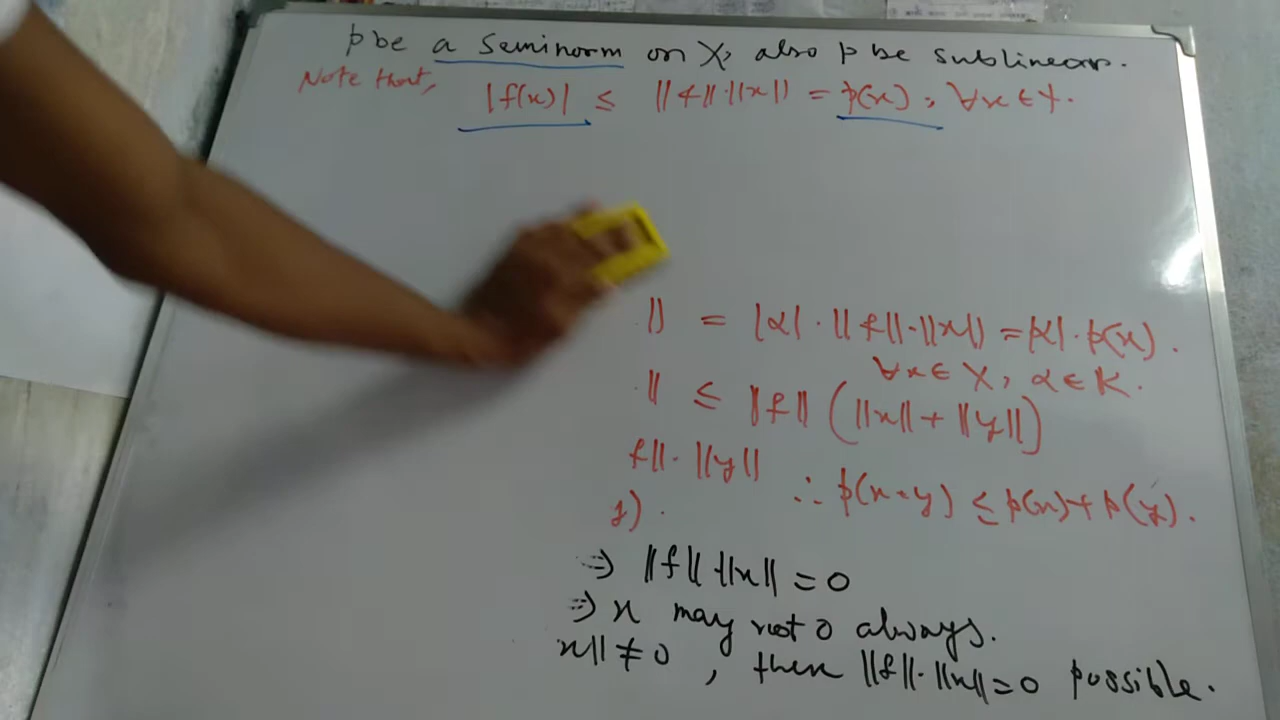 p be a seminorm on X, also p be sublinear.
Note that, |f(x)| ≤ ||f||·||x|| = p(x), ∀x ∈ Y.
|| = |α|·||f||·||x|| = |α|·p(x).
∀x ∈ X, α ∈ K.
|| ≤ ||f|| (||x|| + ||y||)
f||·||y||
y).
∴ p(x+y) ≤ p(x) + p(y).
⇒ ||f|| ||x|| = 0
⇒ x may not 0 always.
x|| ≠ 0, then ||f||·||x|| = 0 possible.